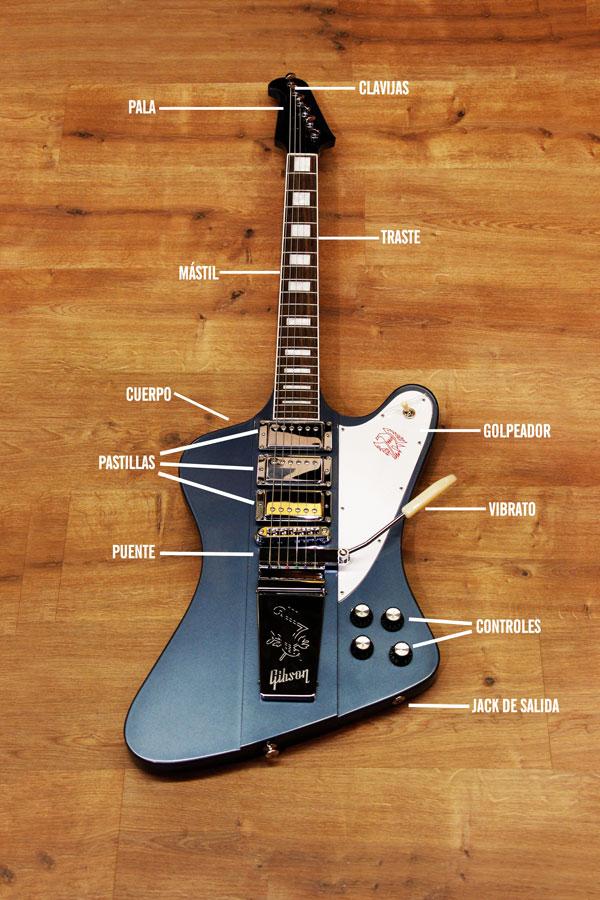 CLAVIJAS
PALA
TRASTE
MÁSTIL
CUERPO
GOLPEADOR
PASTILLAS
VIBRATO
PUENTE
CONTROLES
Gibson
JACK DE SALIDA